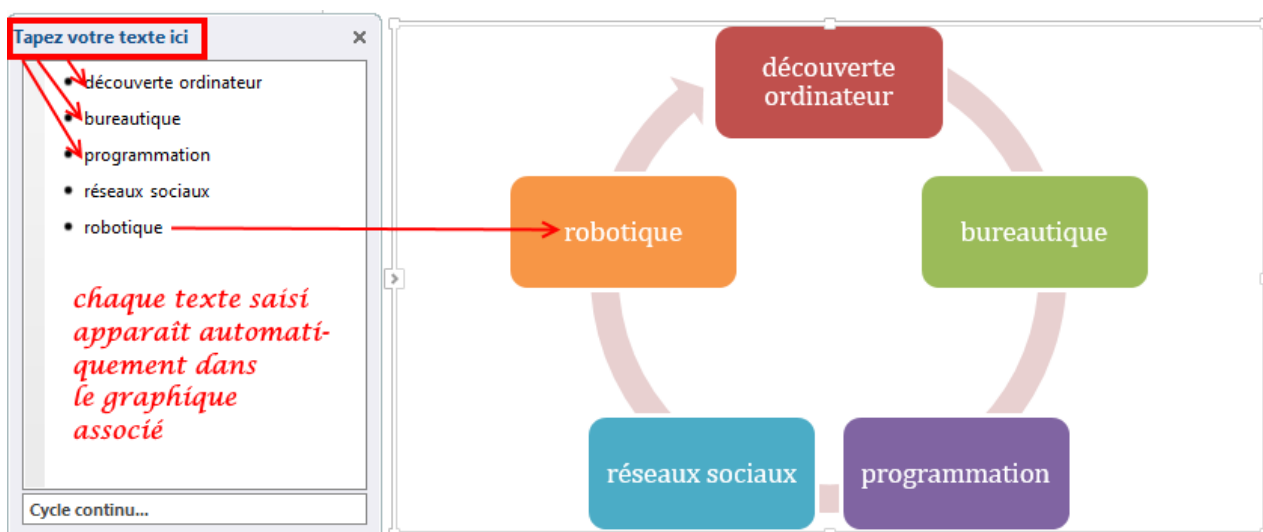 Tapez votre texte ici
découverte ordinateur
bureautique
programmation
réseaux sociaux
robotique
chaque texte saisi
apparaît automati-
quement dans
le graphique
associé
Cycle continu...
découverte
ordinateur
robotique
bureautique
réseaux sociaux
programmation